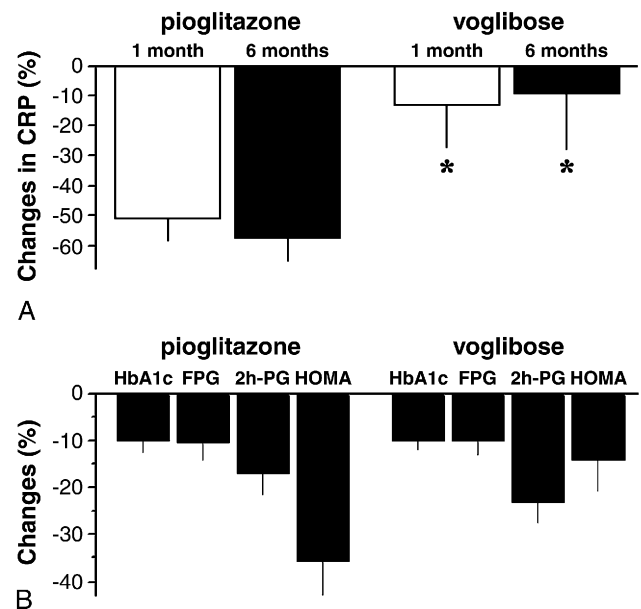 pioglitazone voglibose
1 month 6 months 1 month 6 months
Changes in CRP (%)
0
-10
-20
-30
* *
-40
-50
-60
A
pioglitazone voglibose
HbA1c FPG 2h-PG HOMA HbA1c FPG 2h-PG HOMA
Changes (%)
0
-10
-20
-30
-40
B